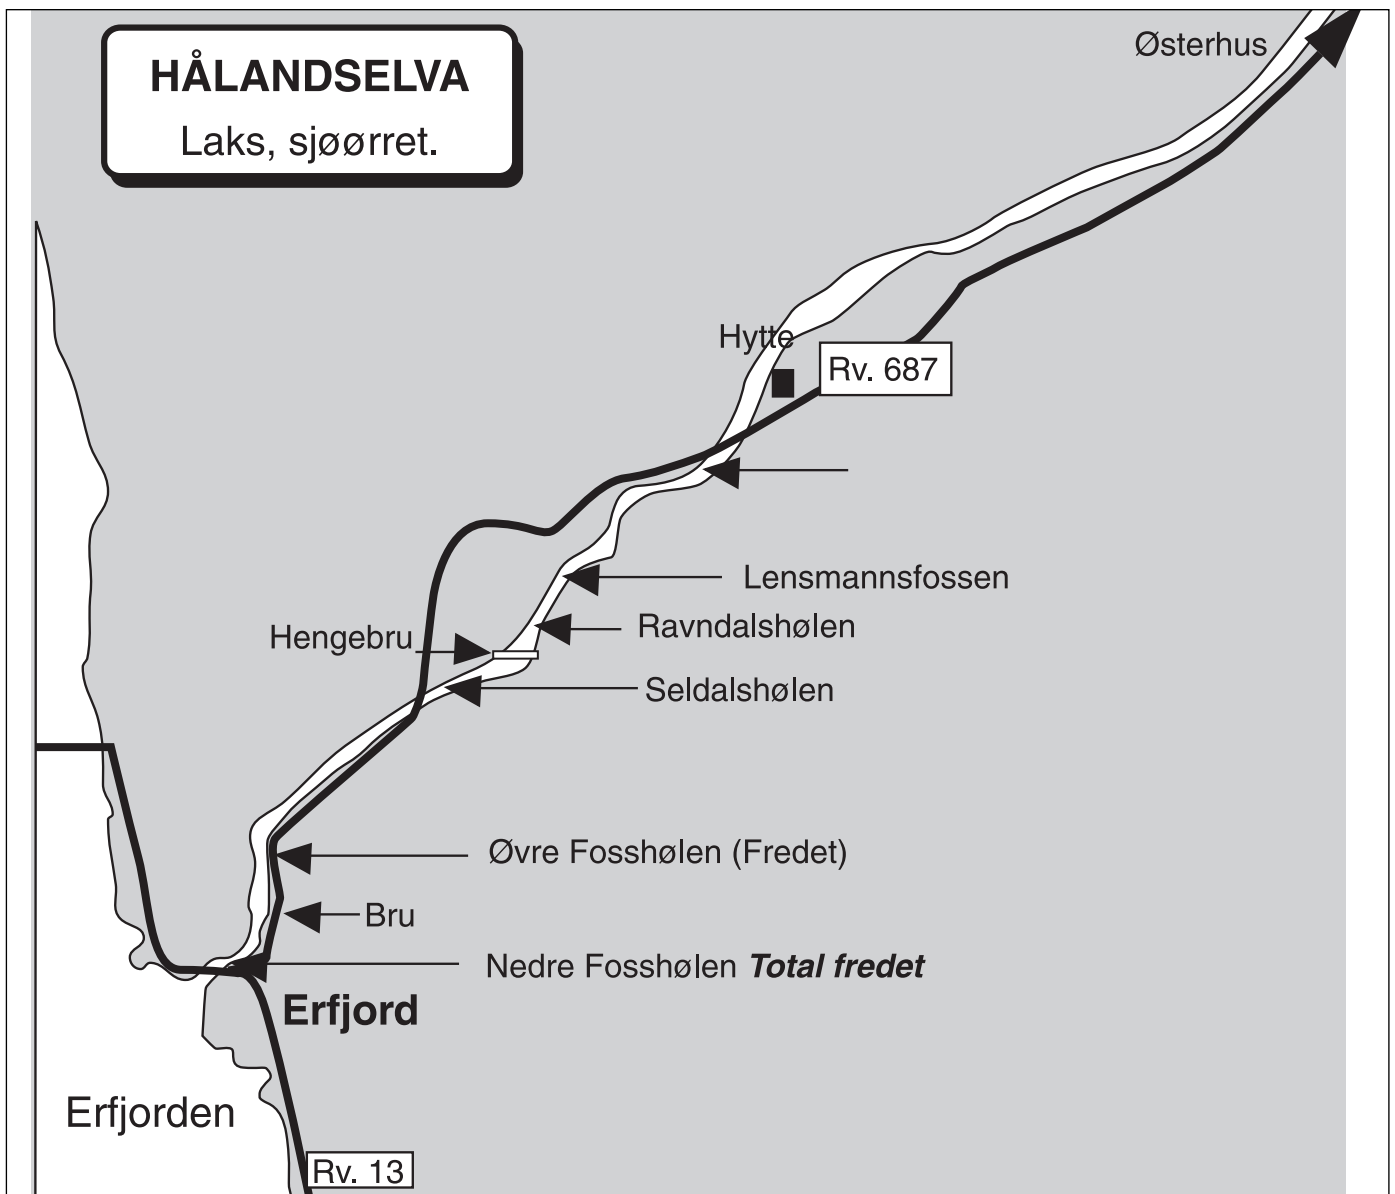 HÅLANDSELVA
Laks, sjøørret.
Østerhus
Hytte
Rv. 687
Lensmannsfossen
Ravndalshølen
Hengebru
Seldalshølen
Øvre Fosshølen (Fredet)
Bru
Nedre Fosshølen Total fredet
Erfjord
Erfjorden
Rv. 13